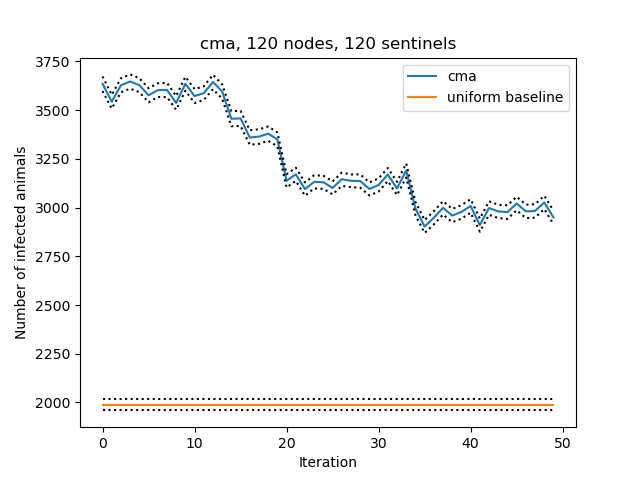 cma, 120 nodes, 120 sentinels
cma
uniform baseline
Number of infected animals
3750
3500
3250
3000
2750
2500
2250
2000
0 10 20 30 40 50
Iteration